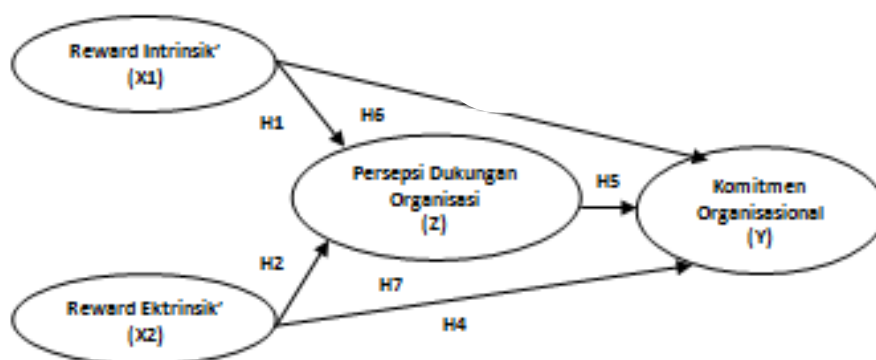 Reward Intrinsik'
(X1)
H1
H6
Persepsi Dukungan
Organisasi
(Z)
H5
Komitmen
Organisasional
(Y)
H2
H7
H4
Reward Ektrinsik'
(X2)